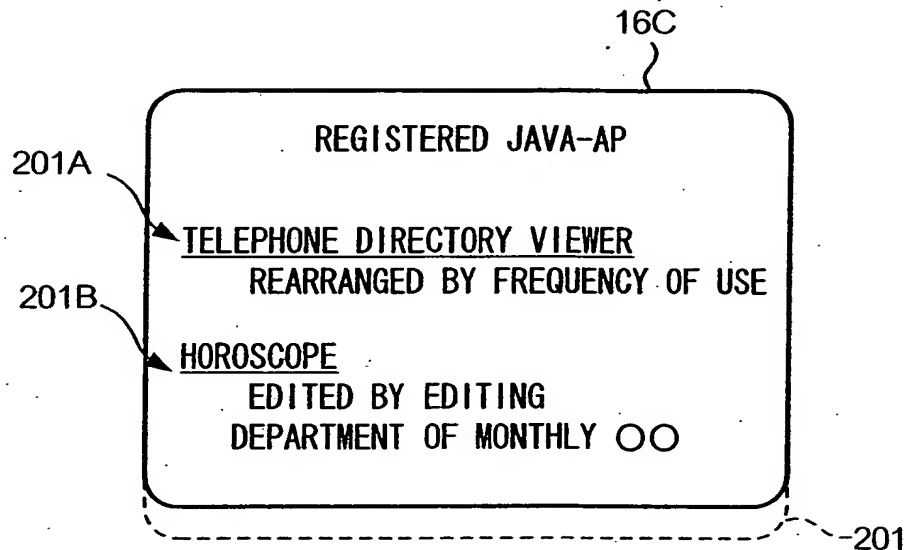 16C
REGISTERED JAVA-AP
201A
TELEPHONE DIRECTORY VIEWER
REARRANGED BY FREQUENCY OF USE
201B
HOROSCOPE
EDITED BY EDITING
DEPARTMENT OF MONTHLY ○○
201